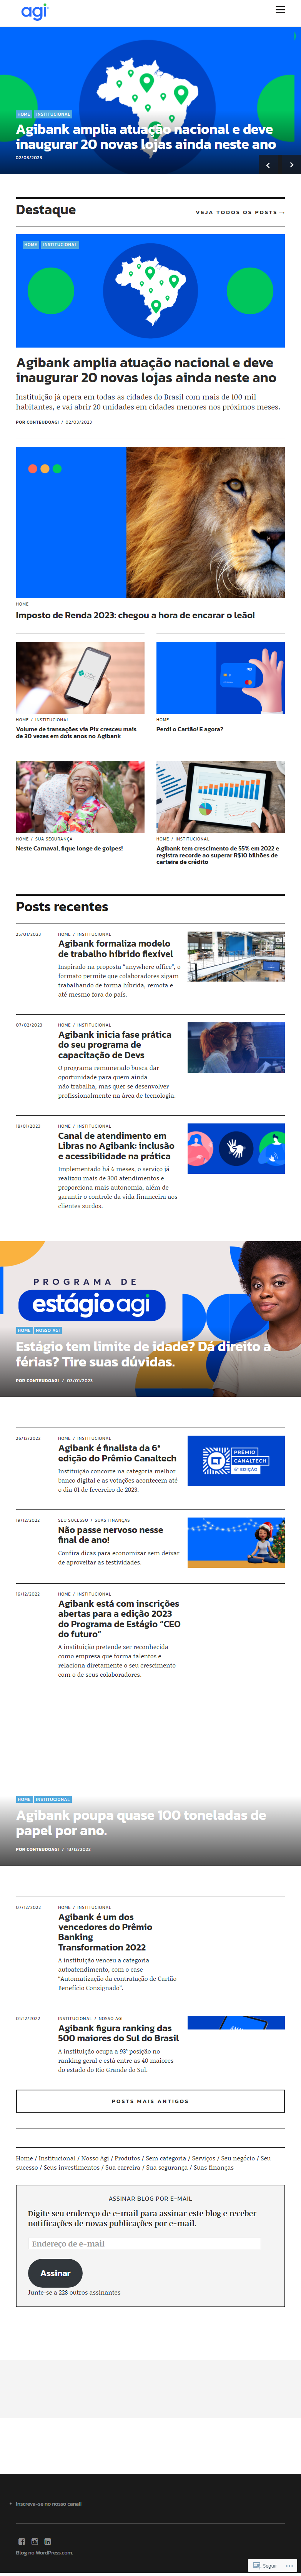 agi
HOME INSTITUCIONAL
Agibank amplia atuação nacional e deve
inaugurar 20 novas lojas ainda neste ano
02/03/2023
Destaque
VEJA TODOS OS POSTS →
HOME INSTITUCIONAL
Agibank amplia atuação nacional e deve
inaugurar 20 novas lojas ainda neste ano
Instituição já opera em todas as cidades do Brasil com mais de 100 mil
habitantes, e vai abrir 20 unidades em cidades menores nos próximos meses.
POR CONTEUDOAGI / 02/03/2023
HOME
Imposto de Renda 2023: chegou a hora de encarar o leão!
HOME / INSTITUCIONAL
Volume de transações via Pix cresceu mais
de 30 vezes em dois anos no Agibank
HOME
Perdi o Cartão! E agora?
HOME / SUA SEGURANÇA
Neste Carnaval, fique longe de golpes!
HOME / INSTITUCIONAL
Agibank tem crescimento de 55% em 2022 e
registra recorde ao superar R$10 bilhões de
carteira de crédito
Posts recentes
25/01/2023
HOME / INSTITUCIONAL
Agibank formaliza modelo
de trabalho híbrido flexível
Inspirado na proposta “anywhere office”, o
formato permite que colaboradores sigam
trabalhando de forma híbrida, remota e
até mesmo fora do país.
07/02/2023
HOME / INSTITUCIONAL
Agibank inicia fase prática
do seu programa de
capacitação de Devs
O programa remunerado busca dar
oportunidade para quem ainda
não trabalha, mas quer se desenvolver
profissionalmente na área de tecnologia.
18/01/2023
HOME / INSTITUCIONAL
Canal de atendimento em
Libras no Agibank: inclusão
e acessibilidade na prática
Implementado há 6 meses, o serviço já
realizou mais de 300 atendimentos e
proporciona mais autonomia, além de
garantir o controle da vida financeira aos
clientes surdos.
PROGRAMA DE
estágio agi
HOME NOSSO AGI
Estágio tem limite de idade? Dá direito a
férias? Tire suas dúvidas.
POR CONTEUDOAGI / 03/01/2023
26/12/2022
HOME / INSTITUCIONAL
Agibank é finalista da 6ª
edição do Prêmio Canaltech
Instituição concorre na categoria melhor
banco digital e as votações acontecem até
o dia 01 de fevereiro de 2023.
PRÊMIO
CANALTECH
6ª EDIÇÃO
19/12/2022
SEU SUCESSO / SUAS FINANÇAS
Não passe nervoso nesse
final de ano!
Confira dicas para economizar sem deixar
de aproveitar as festividades.
16/12/2022
HOME / INSTITUCIONAL
Agibank está com inscrições
abertas para a edição 2023
do Programa de Estágio “CEO
do futuro”
A instituição pretende ser reconhecida
como empresa que forma talentos e
relaciona diretamente o seu crescimento
com o de seus colaboradores.
HOME INSTITUCIONAL
Agibank poupa quase 100 toneladas de
papel por ano.
POR CONTEUDOAGI / 13/12/2022
07/12/2022
HOME / INSTITUCIONAL
Agibank é um dos
vencedores do Prêmio
Banking
Transformation 2022
A instituição venceu a categoria
autoatendimento, com o case
“Automatização da contratação de Cartão
Benefício Consignado”.
01/12/2022
INSTITUCIONAL / NOSSO AGI
Agibank figura ranking das
500 maiores do Sul do Brasil
A instituição ocupa a 93ª posição no
ranking geral e está entre as 40 maiores
do estado do Rio Grande do Sul.
POSTS MAIS ANTIGOS
Home / Institucional / Nosso Agi / Produtos / Sem categoria / Serviços / Seu negócio / Seu
sucesso / Seus investimentos / Sua carreira / Sua segurança / Suas finanças
ASSINAR BLOG POR E-MAIL
Digite seu endereço de e-mail para assinar este blog e receber
notificações de novas publicações por e-mail.
Endereço de e-mail
Assinar
Junte-se a 228 outros assinantes
Inscreva-se no nosso canal!
Blog no WordPress.com.
Seguir